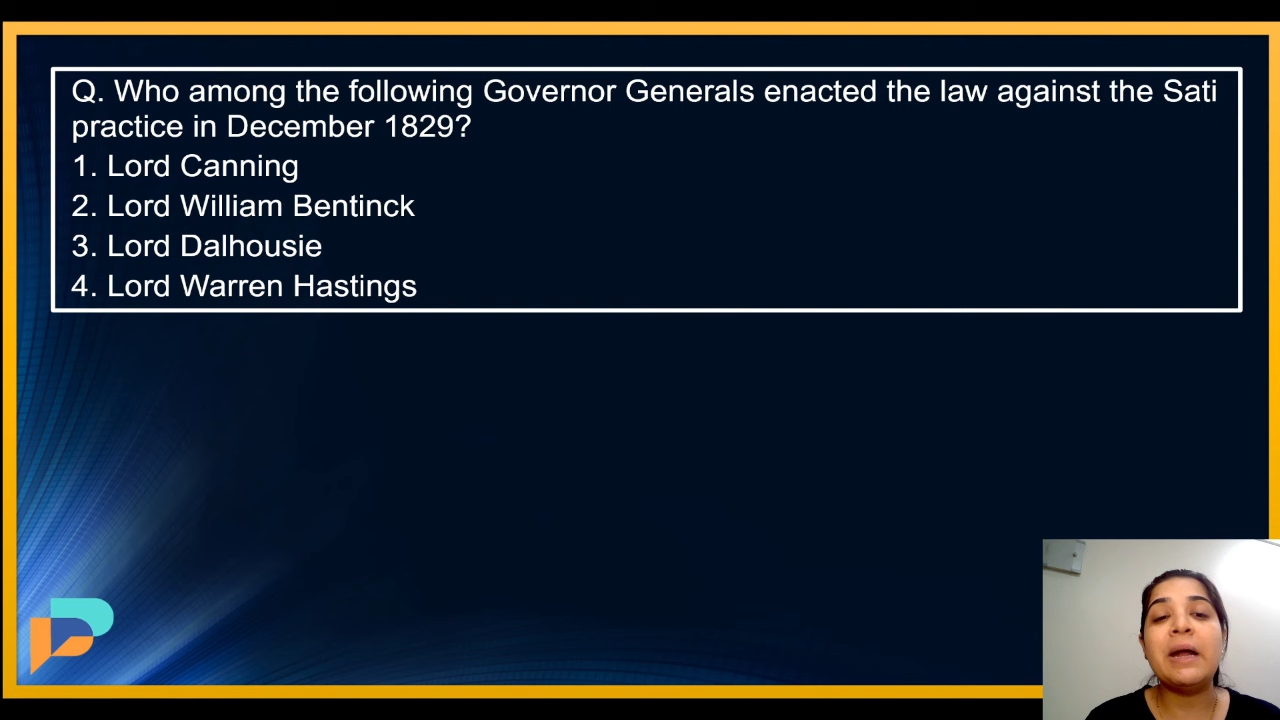 Q. Who among the following Governor Generals enacted the law against the Sati
practice in December 1829?
1. Lord Canning
2. Lord William Bentinck
3. Lord Dalhousie
4. Lord Warren Hastings